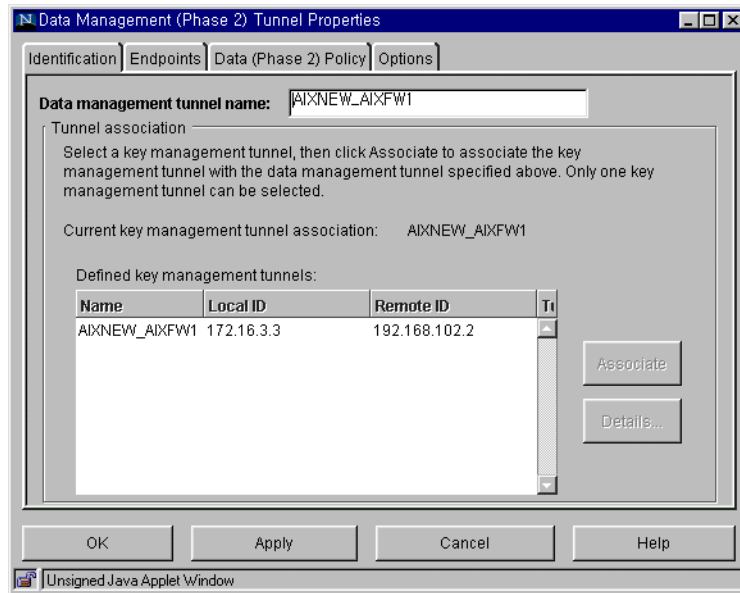 N Data Management (Phase 2) Tunnel Properties
Identification Endpoints Data (Phase 2) Policy Options
Data management tunnel name: AIXNEW_AIXFW1
Tunnel association
Select a key management tunnel, then click Associate to associate the key
management tunnel with the data management tunnel specified above. Only one key
management tunnel can be selected.
Current key management tunnel association: AIXNEW_AIXFW1
Defined key management tunnels:
Name Local ID Remote ID
AIXNEW_AIXFW1 172.16.3.3 192.168.102.2
Associate
Details...
OK Apply Cancel Help
Unsigned Java Applet Window